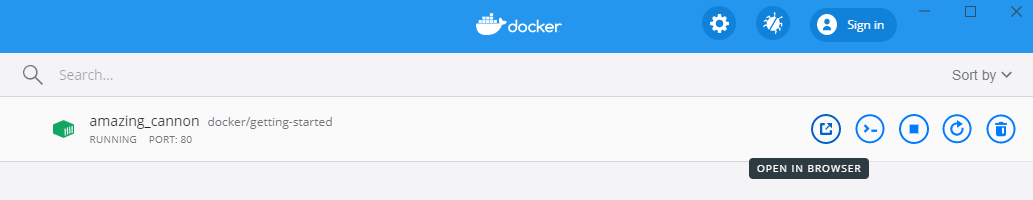 docker
Sign in
Search...
Sort by
amazing_cannon docker/getting-started
RUNNING PORT: 80
OPEN IN BROWSER